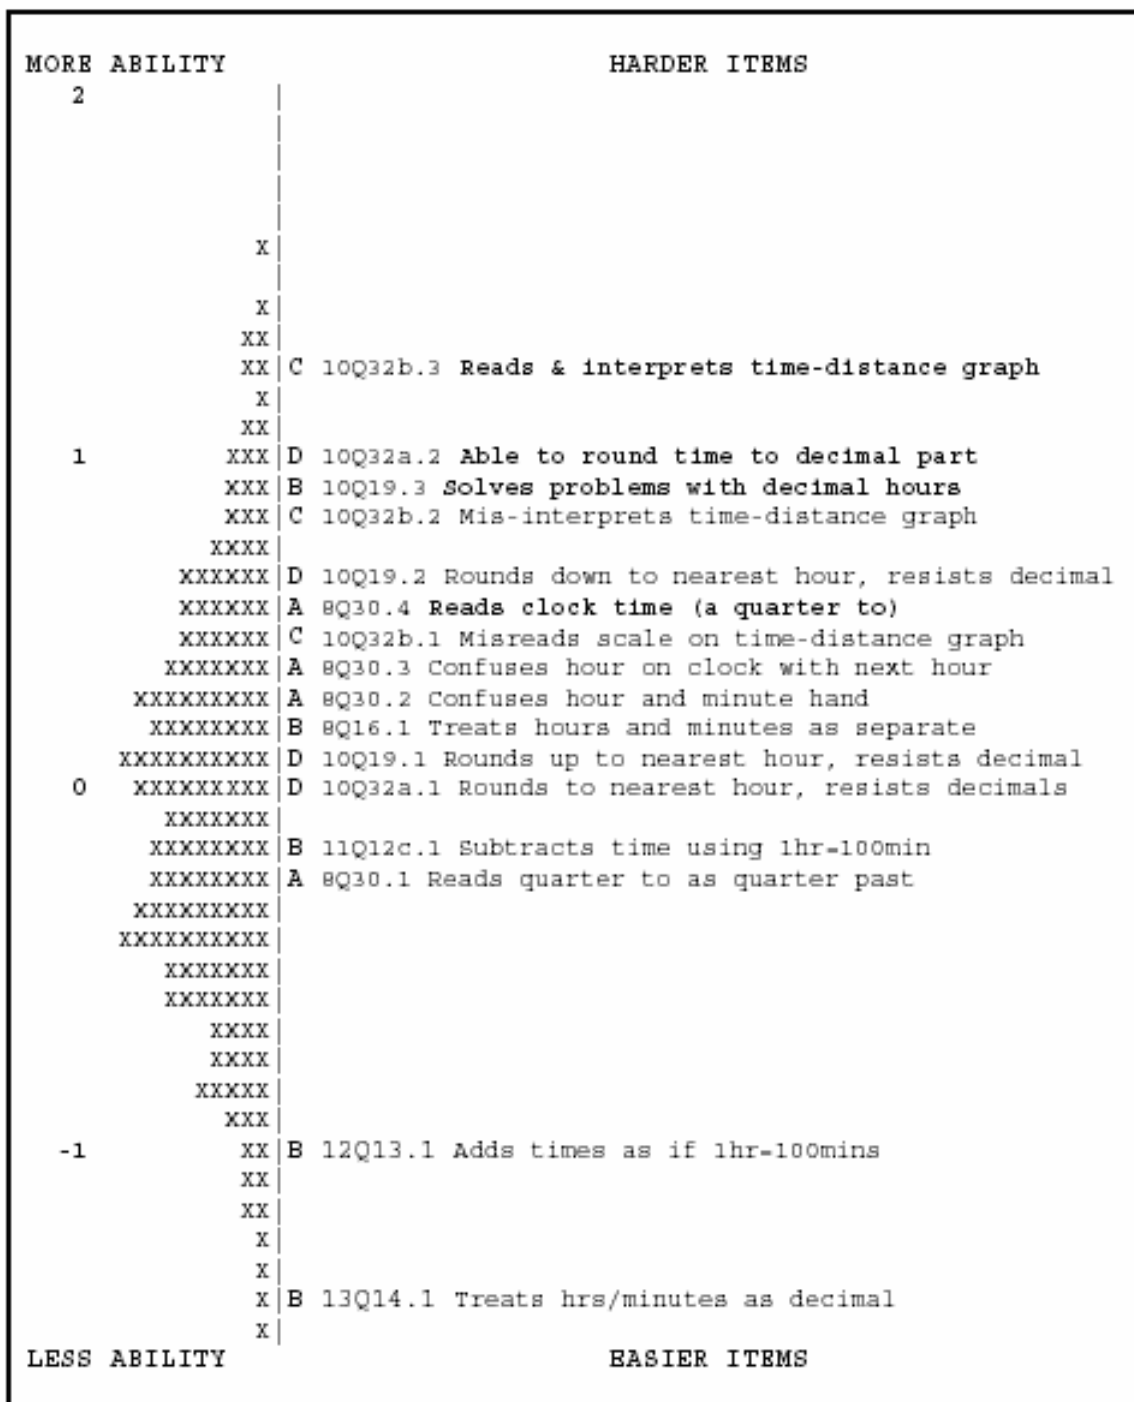 MORE ABILITY HARDER ITEMS
2 |
|
|
|
|
X|
|
X|
XX|
XX|C 10Q32b.3 Reads & interprets time-distance graph
X|
XX|
1 XXX|D 10Q32a.2 Able to round time to decimal part
XXX|B 10Q19.3 Solves problems with decimal hours
XXX|C 10Q32b.2 Mis-interprets time-distance graph
XXXX|
XXXXXX|D 10Q19.2 Rounds down to nearest hour, resists decimal
XXXXXX|A 8Q30.4 Reads clock time (a quarter to)
XXXXXX|C 10Q32b.1 Misreads scale on time-distance graph
XXXXXXX|A 8Q30.3 Confuses hour on clock with next hour
XXXXXXXXX|A 8Q30.2 Confuses hour and minute hand
XXXXXXXX|B 8Q16.1 Treats hours and minutes as separate
XXXXXXXXXX|D 10Q19.1 Rounds up to nearest hour, resists decimal
0 XXXXXXXXX|D 10Q32a.1 Rounds to nearest hour, resists decimals
XXXXXXX|
XXXXXXXX|B 11Q12c.1 Subtracts time using 1hr=100min
XXXXXXXX|A 8Q30.1 Reads quarter to as quarter past
XXXXXXXXX|
XXXXXXXXXX|
XXXXXXX|
XXXXXXX|
XXXX|
XXXX|
XXXXX|
XXX|
-1 XX|B 12Q13.1 Adds times as if 1hr=100mins
XX|
XX|
X|
X|
X|B 13Q14.1 Treats hrs/minutes as decimal
X|
LESS ABILITY EASIER ITEMS